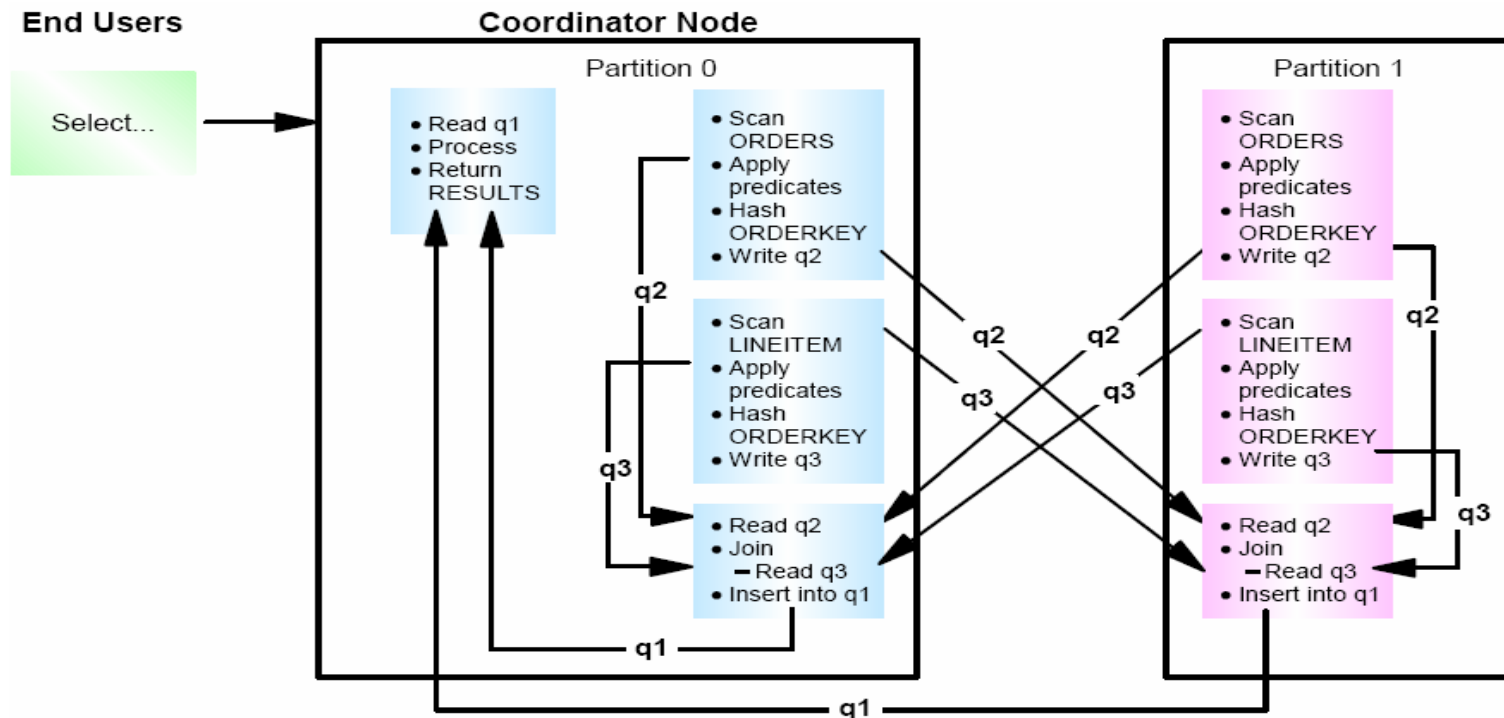 End Users
Coordinator Node
Partition 0
Partition 1
Select...
• Read q1
• Process
• Return
RESULTS
• Scan
ORDERS
• Apply
predicates
• Hash
ORDERKEY
• Write q2
• Scan
LINEITEM
• Apply
predicates
• Hash
ORDERKEY
• Write q3
• Read q2
• Join
– Read q3
• Insert into q1
q2
q3
q1
q2
q3
q2
q3
• Scan
ORDERS
• Apply
predicates
• Hash
ORDERKEY
• Write q2
• Scan
LINEITEM
• Apply
predicates
• Hash
ORDERKEY
• Write q3
• Read q2
• Join
– Read q3
• Insert into q1
q2
q3
q1